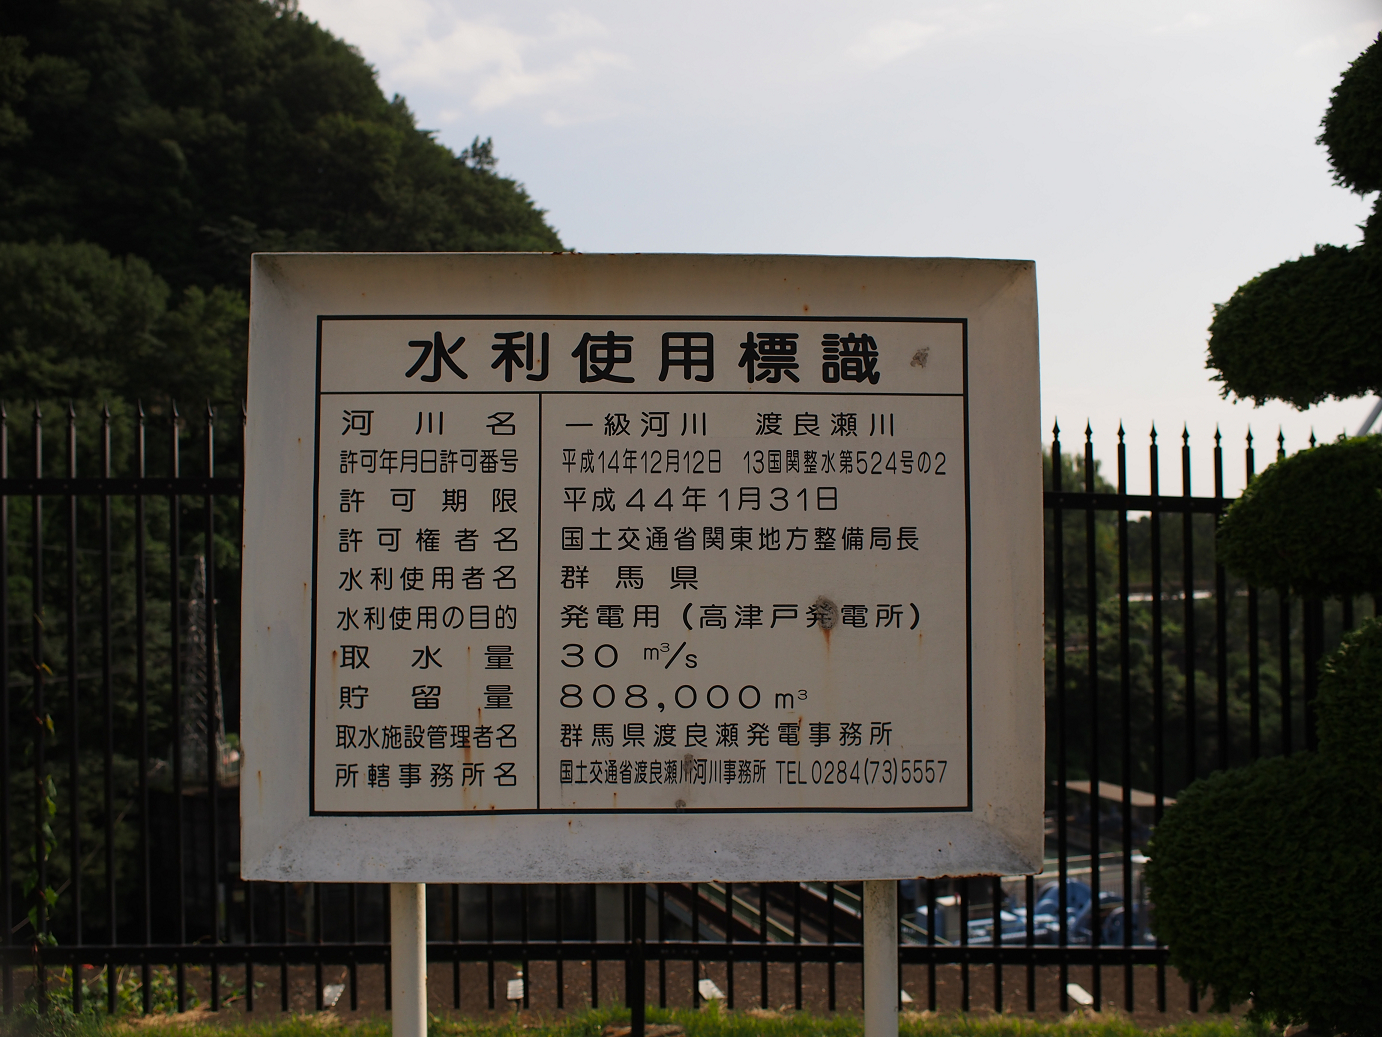 水利使用標識
河川名 一級河川 渡良瀬川
許可年月日許可番号 平成14年12月12日 13国関整水第524号の2
許可期限 平成44年1月31日
許可権者名 国土交通省関東地方整備局長
水利使用者名 群馬県
水利使用の目的 発電用(高津戸発電所)
取水量 30 m³/s
貯留量 808,000m³
取水施設管理者名 群馬県渡良瀬発電事務所
所轄事務所名 国土交通省渡良瀬川河川事務所 TEL0284(73)5557